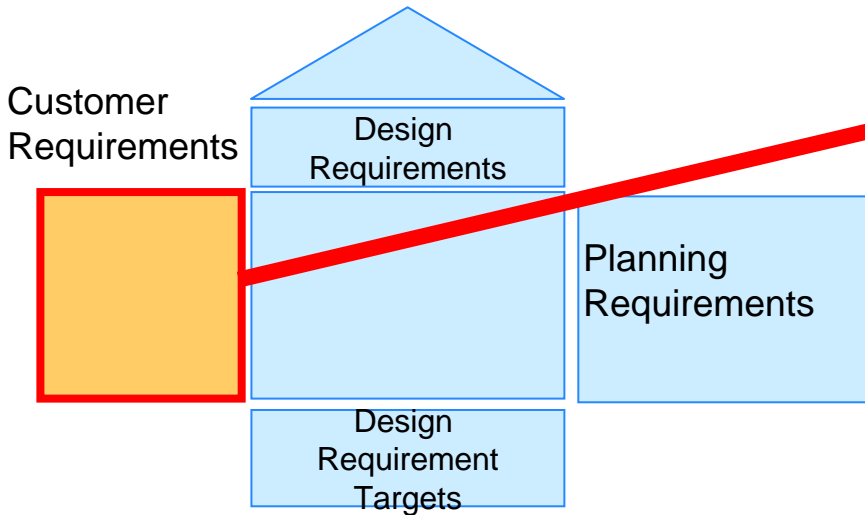 Customer
Requirements
Design
Requirements
Planning
Requirements
Design
Requirement
Targets